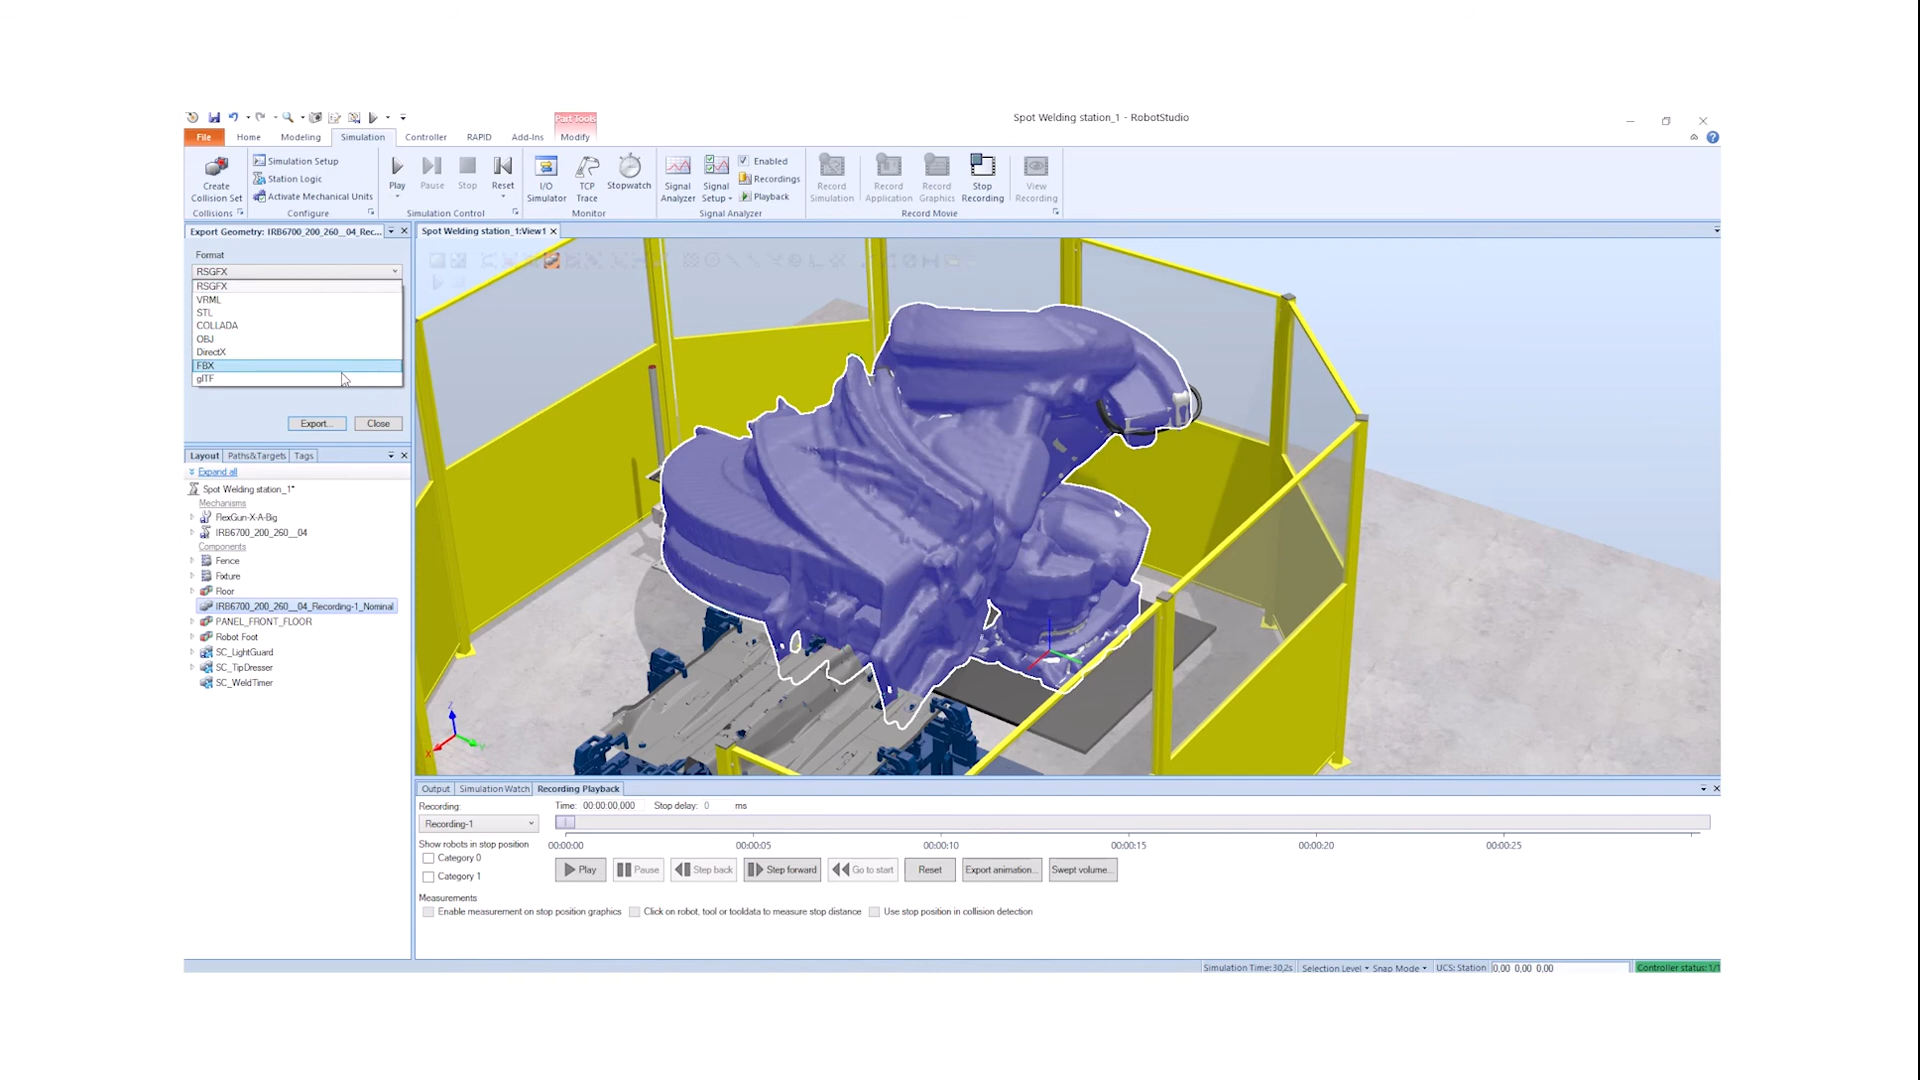 Part Tools
Spot Welding station_1 - RobotStudio
File Home Modeling Simulation Controller RAPID Add-Ins Modify
Create Collision Set
Simulation Setup
Station Logic
Activate Mechanical Units
Play Pause Stop Reset
I/O Simulator
TCP Trace
Stopwatch
Signal Analyzer
Signal Setup
Enabled
Recordings
Playback
Record Simulation
Record Application
Record Graphics
Stop Recording
View Recording
Collisions Configure Simulation Control Monitor Signal Analyzer Record Movie
Export Geometry: IRB6700_200_260__04_Rec...
Spot Welding station_1:View1
Format
RSGFX
RSGFX
VRML
STL
COLLADA
OBJ
DirectX
FBX
glTF
Export... Close
Layout Paths&Targets Tags
Expand all
Spot Welding station_1*
Mechanisms
FlexGun-X-A-Big
IRB6700_200_260__04
Components
Fence
Fixture
Floor
IRB6700_200_260__04_Recording-1_Nominal
PANEL_FRONT_FLOOR
Robot Foot
SC_LightGuard
SC_TipDresser
SC_WeldTimer
Z
X
Y
Output Simulation Watch Recording Playback
Recording: Time: 00:00:00,000 Stop delay: 0 ms
Recording-1
Show robots in stop position
00:00:00 00:00:05 00:00:10 00:00:15 00:00:20 00:00:25
Category 0
Category 1
Play Pause Step back Step forward Go to start Reset Export animation... Swept volume...
Measurements
Enable measurement on stop position graphics Click on robot, tool or tooldata to measure stop distance Use stop position in collision detection
Simulation Time: 30,2s Selection Level Snap Mode UCS: Station 0,00 0,00 0,00 Controller status: 1/1